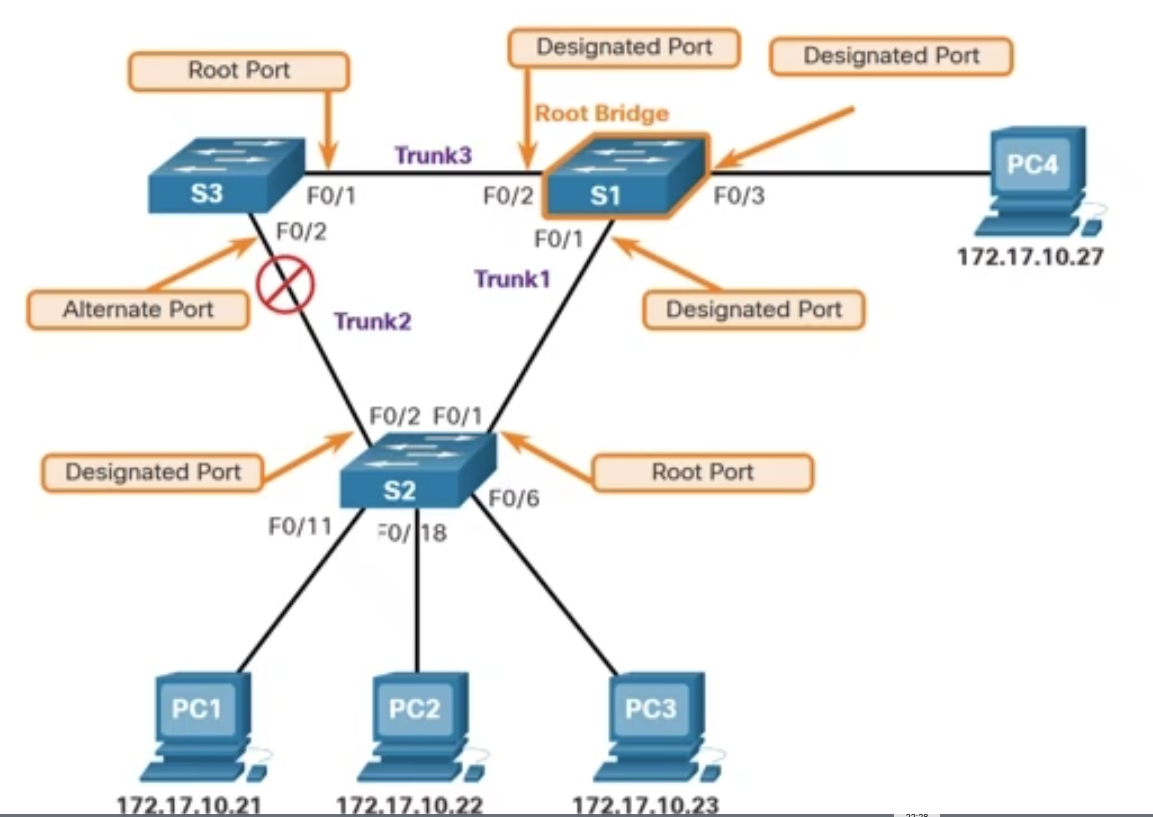 Designated Port
Designated Port
Root Port
Root Bridge
Trunk3
PC4
S3
F0/1
F0/2
S1
F0/3
F0/2
F0/1
172.17.10.27
Trunk1
Alternate Port
Designated Port
Trunk2
F0/2 F0/1
Designated Port
Root Port
S2
F0/6
F0/11
F0/18
PC1
PC2
PC3
172.17.10.21
172.17.10.22
172.17.10.23